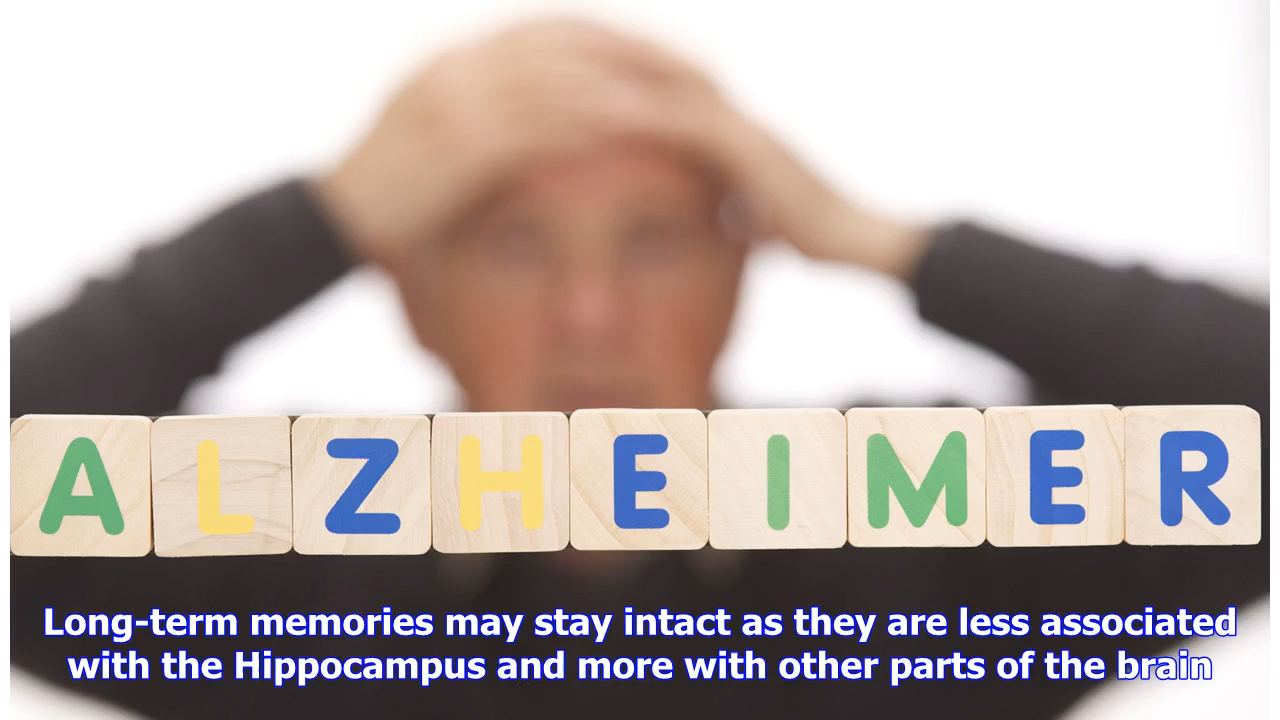 ALZHEIMER
Long-term memories may stay intact as they are less associated
with the Hippocampus and more with other parts of the brain